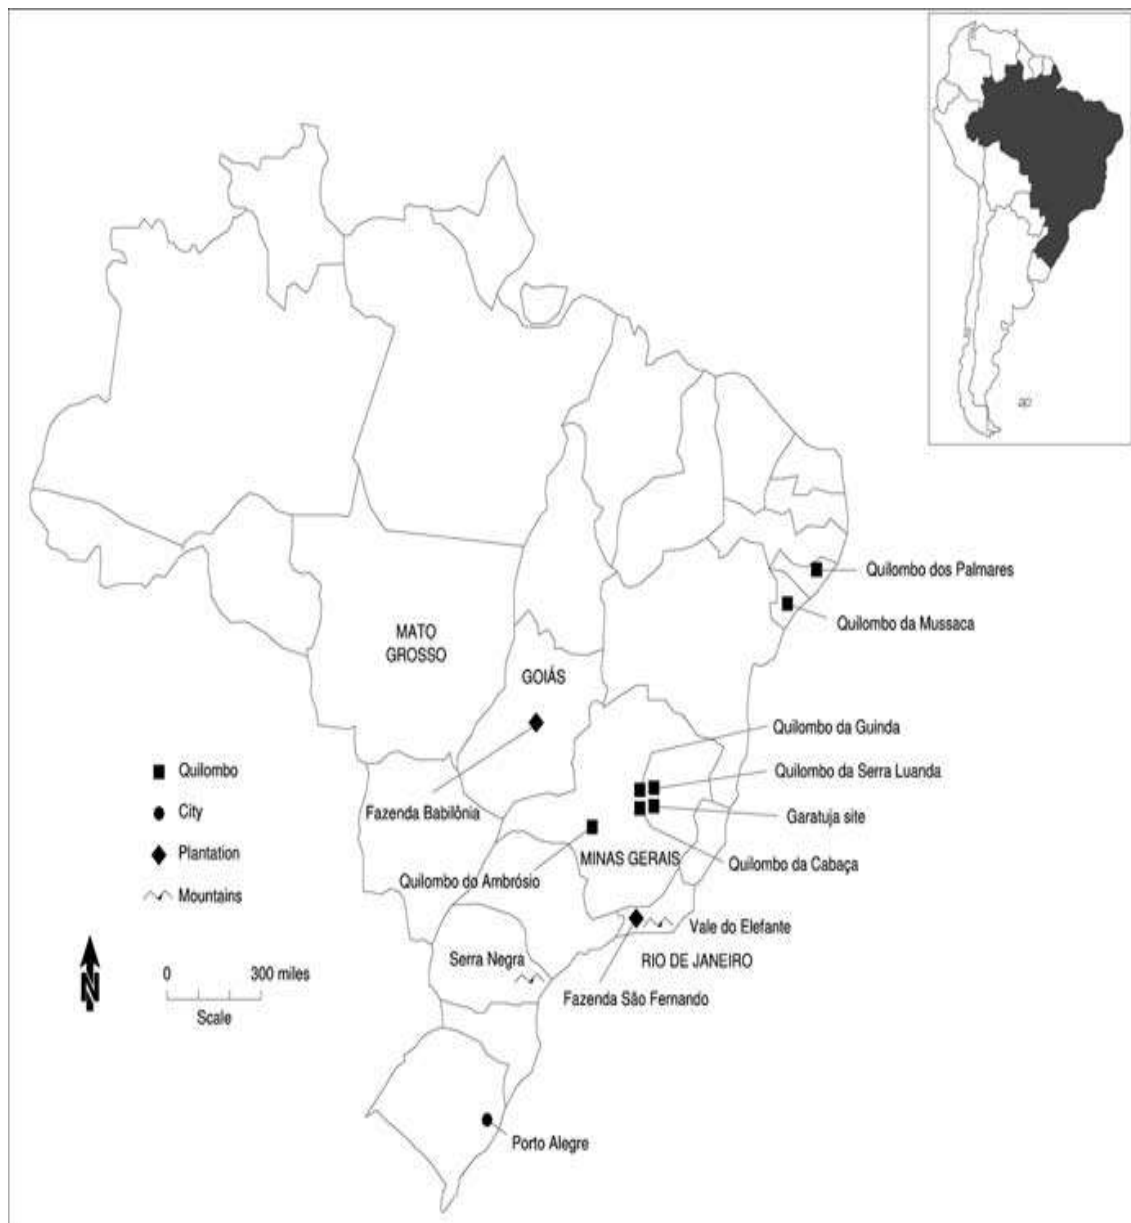 Quilombo dos Palmares
Quilombo da Mussaca
MATO
GROSSO
GOIÁS
Quilombo da Guinda
Quilombo da Serra Luanda
Quilombo
City
Fazenda Babilônia
Garatuja site
Plantation
MINAS GERAIS
Quilombo da Cabaça
Quilombo do Ambrósio
Mountains
Vale do Elefante
Serra Negra
RIO DE JANEIRO
0 300 miles
Fazenda São Fernando
N
Scale
Porto Alegre